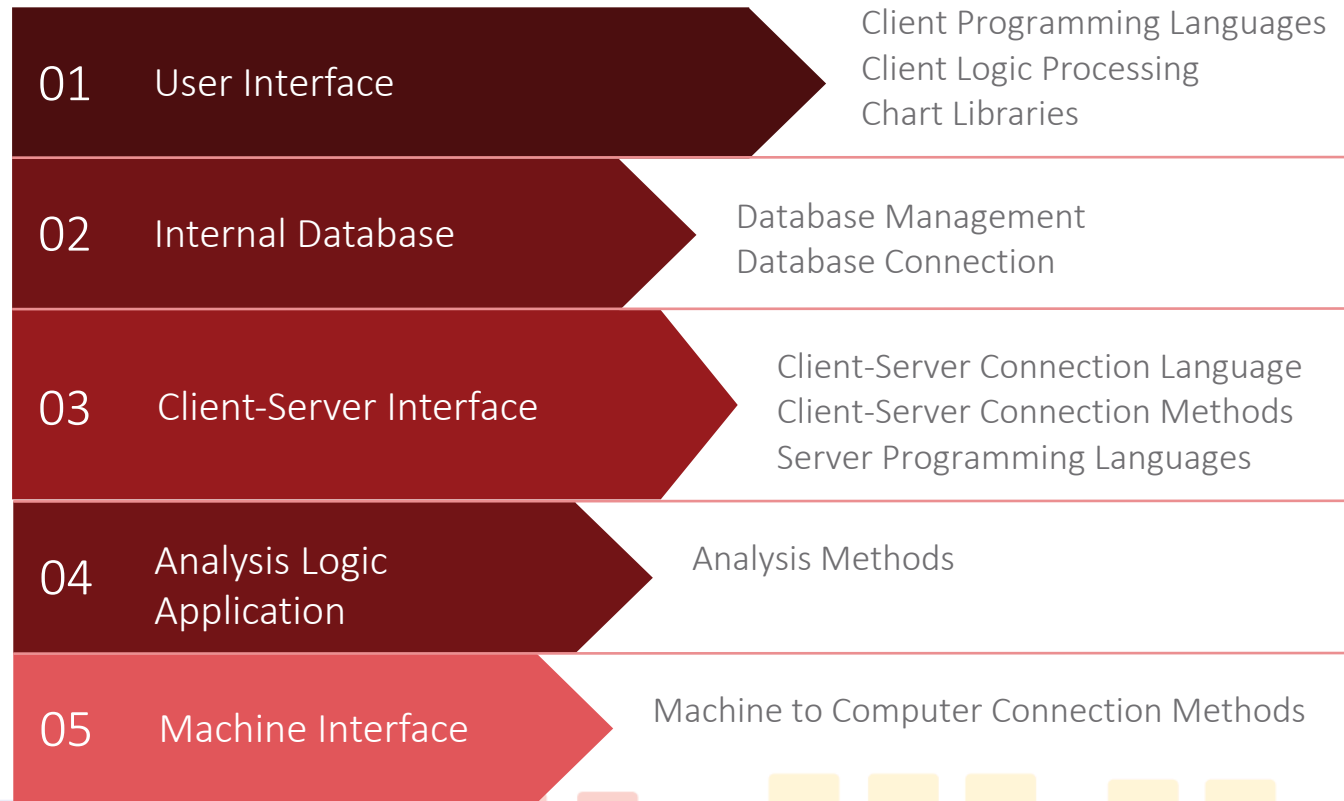 01
User Interface
Client Programming Languages
Client Logic Processing
Chart Libraries
02
Internal Database
Database Management
Database Connection
03
Client-Server Interface
Client-Server Connection Language
Client-Server Connection Methods
Server Programming Languages
04
Analysis Logic
Application
Analysis Methods
05
Machine Interface
Machine to Computer Connection Methods